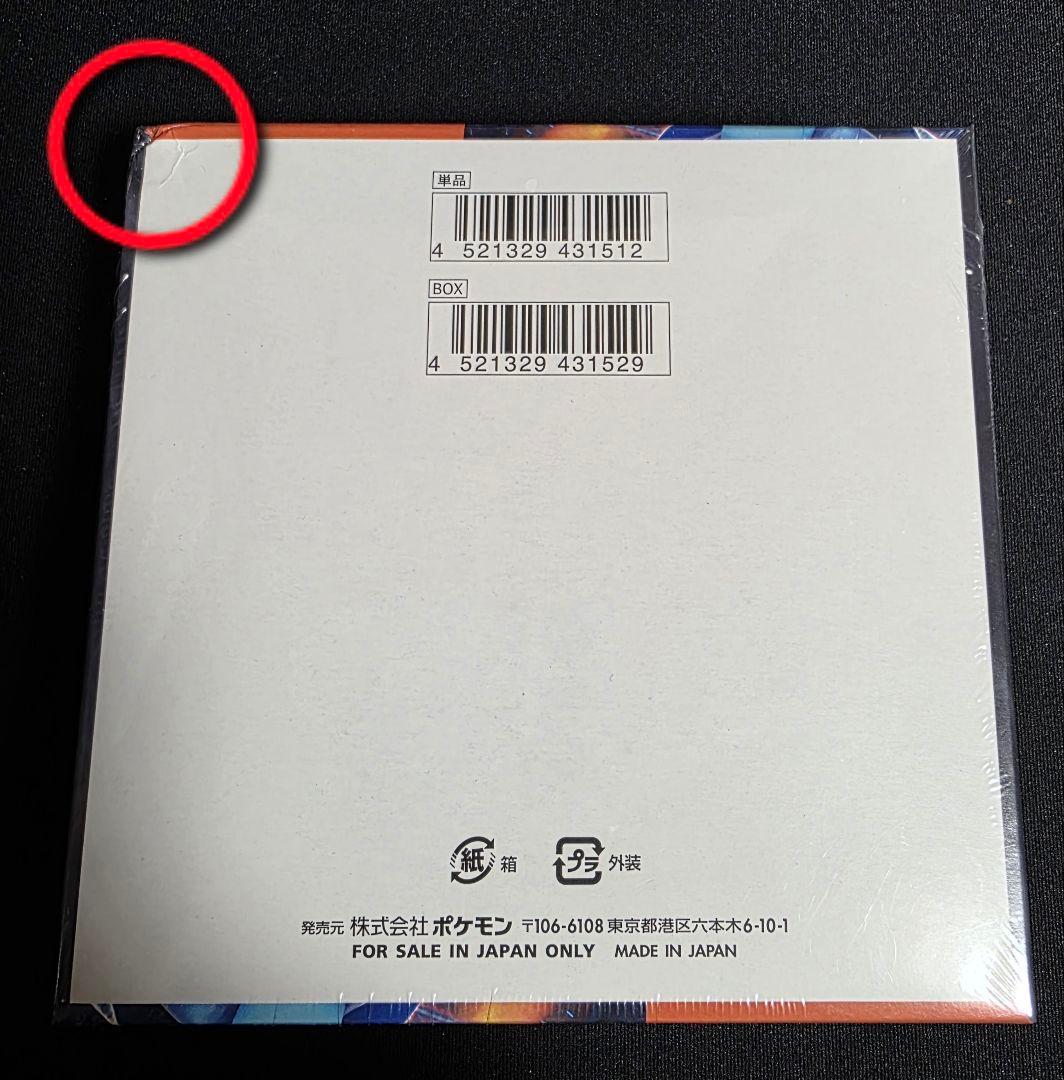 単品
4 521329 431512
BOX
4 521329 431529
紙 箱 プラ 外装
発売元 株式会社ポケモン 〒106-6108 東京都港区六本木6-10-1
FOR SALE IN JAPAN ONLY MADE IN JAPAN